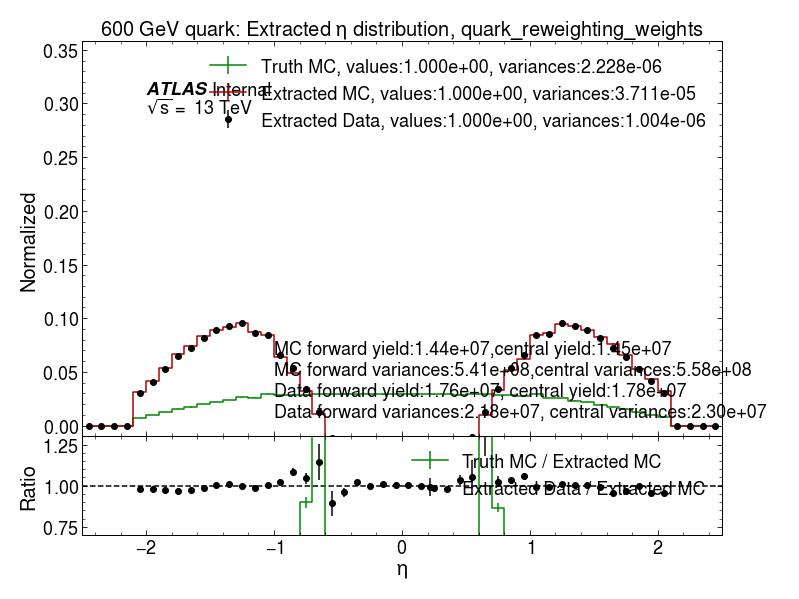 600 GeV quark: Extracted η distribution, quark_reweighting_weights
Truth MC, values:1.000e+00, variances:2.228e-06
ATLAS Internal
Extracted MC, values:1.000e+00, variances:3.711e-05
√s = 13 TeV
Extracted Data, values:1.000e+00, variances:1.004e-06
0.35
0.30
0.25
0.20
0.15
0.10
0.05
0.00
Normalized
MC forward yield:1.44e+07,central yield:1.45e+07
MC forward variances:5.41e+08,central variances:5.58e+08
Data forward yield:1.76e+07, central yield:1.78e+07
Data forward variances:2.18e+07, central variances:2.30e+07
1.25
1.00
0.75
Ratio
Truth MC / Extracted MC
Extracted Data / Extracted MC
−2 −1 0 1 2
η